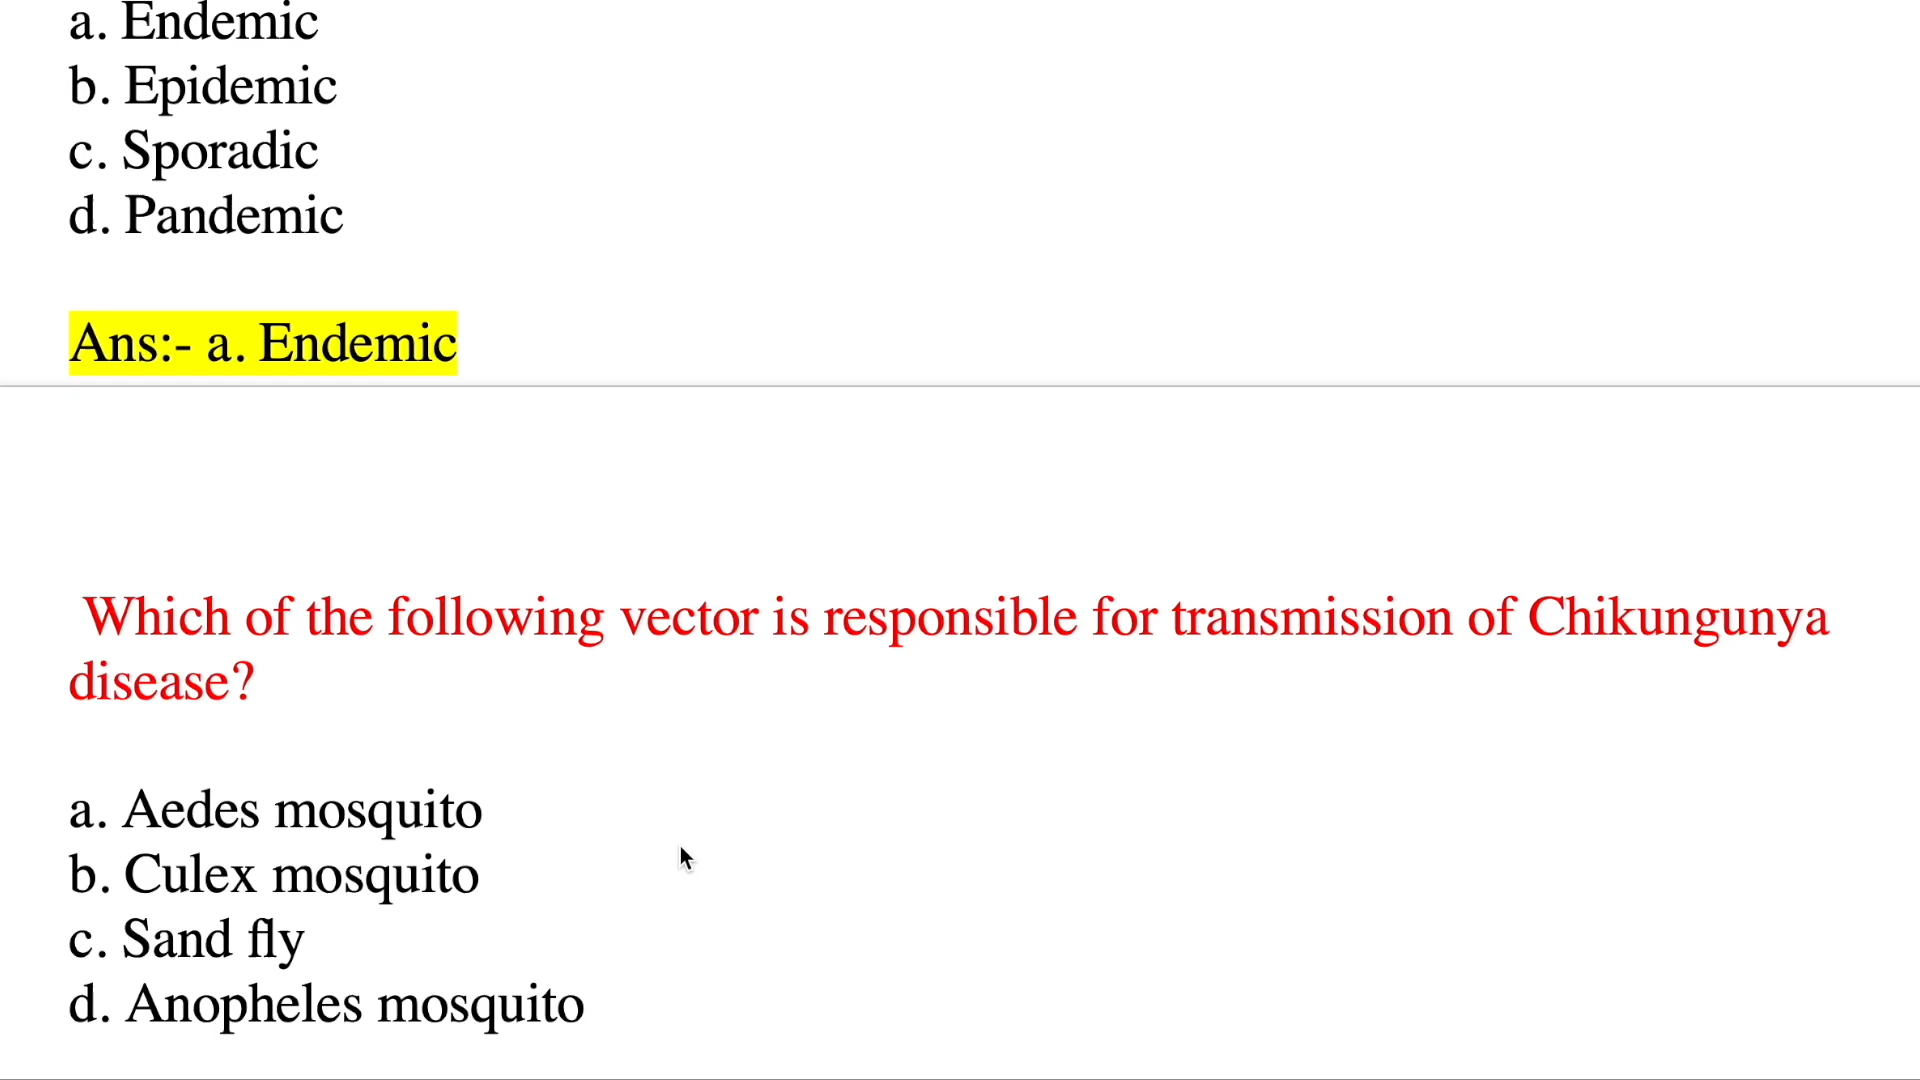 a. Endemic
b. Epidemic
c. Sporadic
d. Pandemic
Ans:- a. Endemic
Which of the following vector is responsible for transmission of Chikungunya
disease?
a. Aedes mosquito
b. Culex mosquito
c. Sand fly
d. Anopheles mosquito